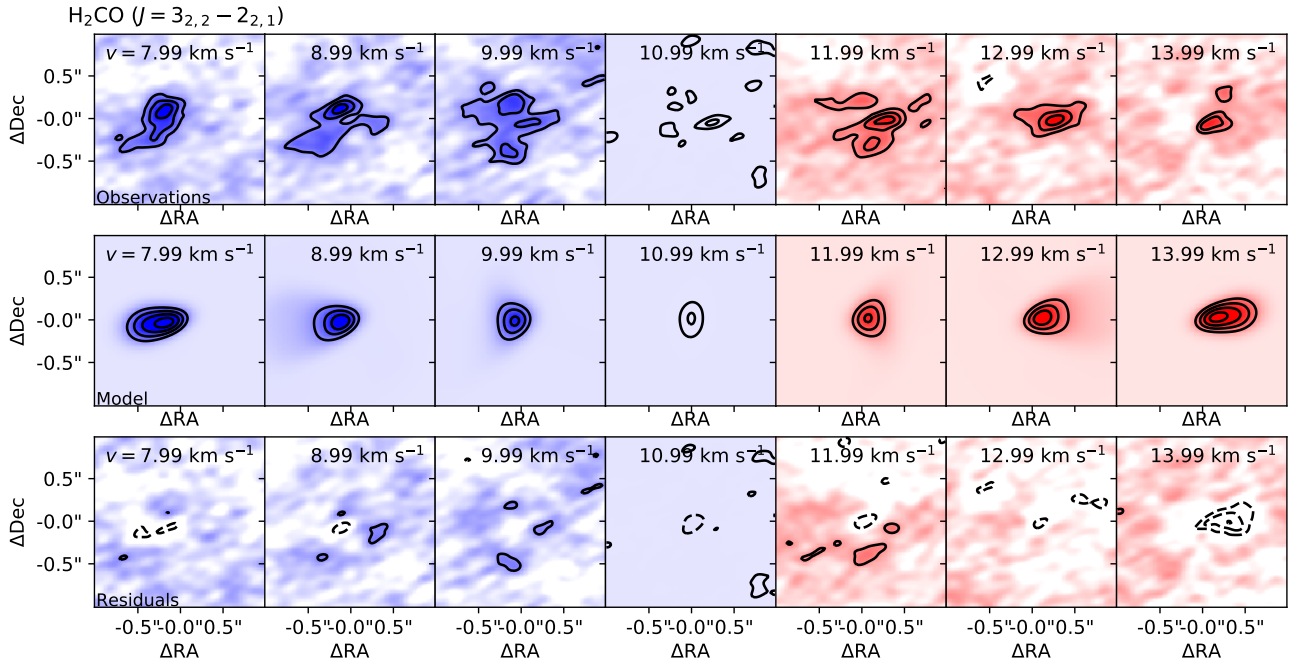 H₂CO (J = 3₂,₂ − 2₂,₁)
v = 7.99 km s⁻¹ 8.99 km s⁻¹ 9.99 km s⁻¹ 10.99 km s⁻¹ 11.99 km s⁻¹ 12.99 km s⁻¹ 13.99 km s⁻¹
0.5"
ΔDec
-0.0"
-0.5"
Observations
ΔRA ΔRA ΔRA ΔRA ΔRA ΔRA ΔRA
v = 7.99 km s⁻¹ 8.99 km s⁻¹ 9.99 km s⁻¹ 10.99 km s⁻¹ 11.99 km s⁻¹ 12.99 km s⁻¹ 13.99 km s⁻¹
0.5"
ΔDec
-0.0"
-0.5"
Model
ΔRA ΔRA ΔRA ΔRA ΔRA ΔRA ΔRA
v = 7.99 km s⁻¹ 8.99 km s⁻¹ 9.99 km s⁻¹ 10.99 km s⁻¹ 11.99 km s⁻¹ 12.99 km s⁻¹ 13.99 km s⁻¹
0.5"
ΔDec
-0.0"
-0.5"
Residuals
-0.5"-0.0"0.5" -0.5"-0.0"0.5" -0.5"-0.0"0.5" -0.5"-0.0"0.5" -0.5"-0.0"0.5" -0.5"-0.0"0.5" -0.5"-0.0"0.5"
ΔRA ΔRA ΔRA ΔRA ΔRA ΔRA ΔRA